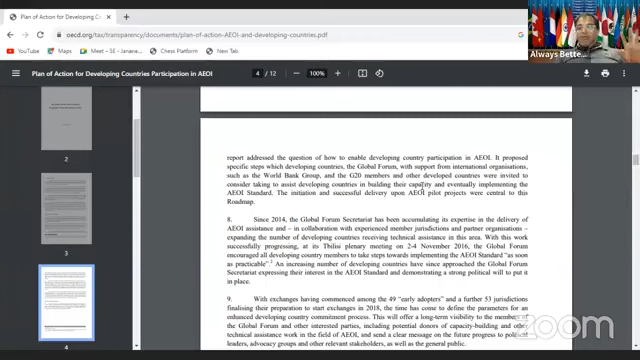 Plan of Action for Developing Co
oecd.org/tax/transparency/documents/plan-of-action-AEOI-and-developing-countries.pdf
Apps
Gmail
YouTube
Maps
Meet – SE - Janane
Chess Platform
New Tab
Always Bette...
Plan of Action for Developing Countries Participation in AEOI
4 / 12
100%
2
3
4
report addressed the question of how to enable developing country participation in AEOI. It proposed
specific steps which developing countries, the Global Forum, with support from international organisations,
such as the World Bank Group, and the G20 members and other developed countries were invited to
consider taking to assist developing countries in building their capacity and eventually implementing the
AEOI Standard. The initiation and successful delivery upon AEOI pilot projects were central to this
Roadmap.
8. Since 2014, the Global Forum Secretariat has been accumulating its expertise in the delivery of
AEOI assistance and – in collaboration with experienced member jurisdictions and partner organisations –
expanding the number of developing countries receiving technical assistance in this area. With this work
successfully progressing, at its Tbilisi plenary meeting on 2-4 November 2016, the Global Forum
encouraged all developing country members to take steps towards implementing the AEOI Standard "as soon
as practicable". An increasing number of developing countries have since approached the Global Forum
Secretariat expressing their interest in the AEOI Standard and demonstrating a strong political will to put it
in place.
9. With exchanges having commenced among the 49 "early adopters" and a further 53 jurisdictions
finalising their preparation to start exchanges in 2018, the time has come to define the parameters for an
enhanced developing country commitment process. This will offer a long-term visibility to the members of
the Global Forum and other interested parties, including potential donors of capacity-building and other
technical assistance work in the field of AEOI, and send a clear message on the future progress to political
leaders, advocacy groups and other relevant stakeholders, as well as the general public.
zoom